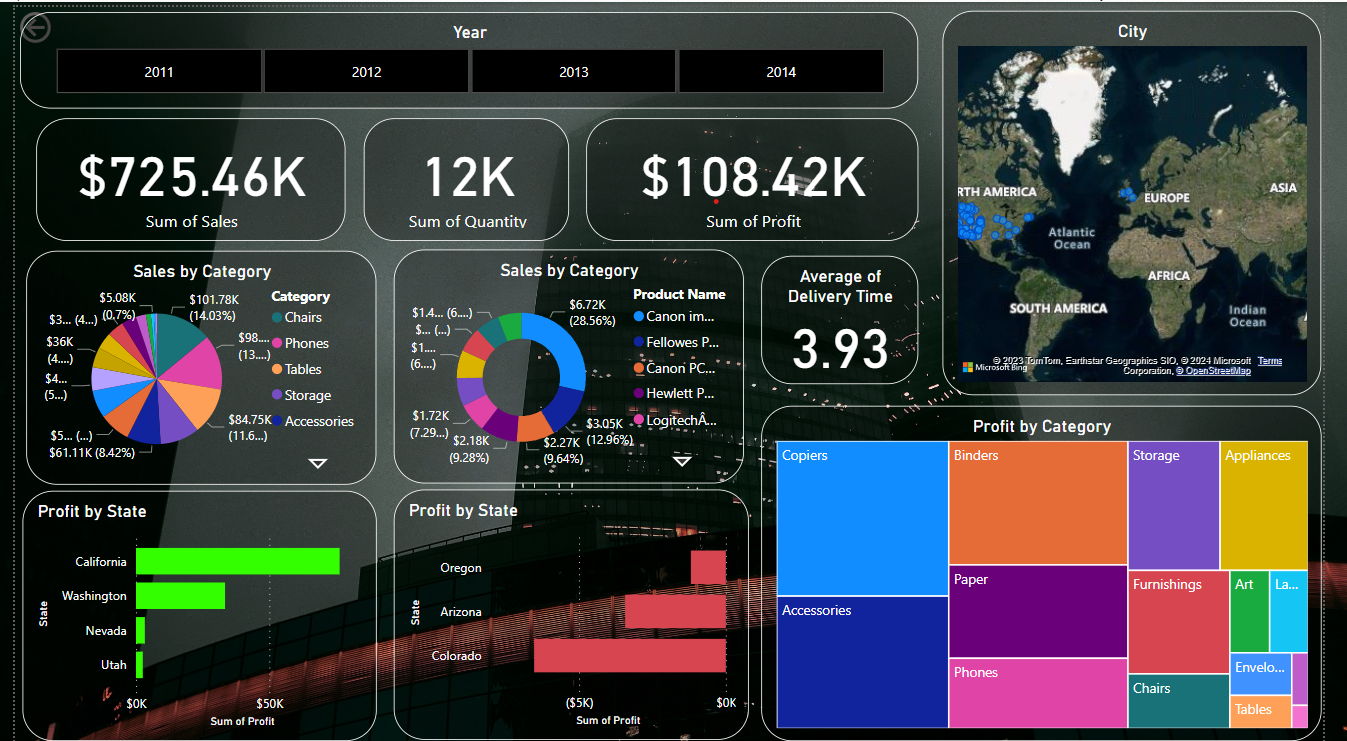 Year
2011
2012
2013
2014
City
RTH AMERICA
EUROPE
ASIA
Atlantic
Ocean
AFRICA
SOUTH AMERICA
Indian
Ocean
© 2023 TomTom, Earthstar Geographics SIO, © 2024 Microsoft
Corporation, © OpenStreetMap
Terms
Microsoft Bing
$725.46K
Sum of Sales
12K
Sum of Quantity
$108.42K
Sum of Profit
Sales by Category
$5.08K
(0.7%)
$101.78K
(14.03%)
$3... (4...)
$98...
(13....)
$36K
(4....)
$4...
(5...)
$84.75K
(11.6...)
$5... (...)
$61.11K (8.42%)
Category
Chairs
Phones
Tables
Storage
Accessories
Sales by Category
$6.72K
(28.56%)
$1.4... (6....)
$... (...)
$1....
(6....)
$1.72K
(7.29%...
$2.18K
(9.28%)
$2.27K
(9.64%)
$3.05K
(12.96%)
Product Name
Canon im...
Fellowes P...
Canon PC...
Hewlett P...
LogitechÂ...
Average of
Delivery Time
3.93
Profit by State
State
California
Washington
Nevada
Utah
$0K
$50K
Sum of Profit
Profit by State
State
Oregon
Arizona
Colorado
($5K)
$0K
Sum of Profit
Profit by Category
Copiers
Binders
Storage
Appliances
Accessories
Paper
Phones
Furnishings
Chairs
Art
La...
Envelo...
Tables